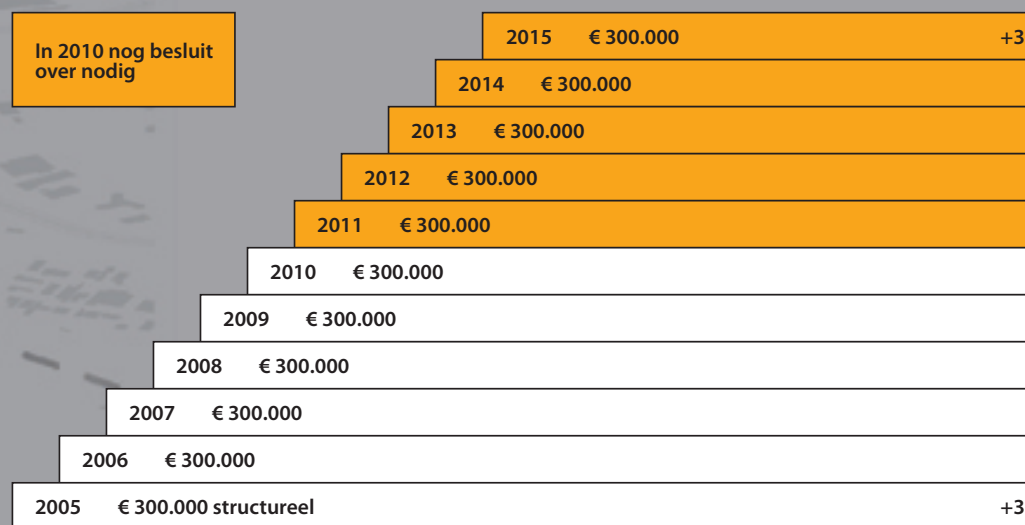 In 2010 nog besluit
over nodig
2015 € 300.000 +3
2014 € 300.000
2013 € 300.000
2012 € 300.000
2011 € 300.000
2010 € 300.000
2009 € 300.000
2008 € 300.000
2007 € 300.000
2006 € 300.000
2005 € 300.000 structureel +3